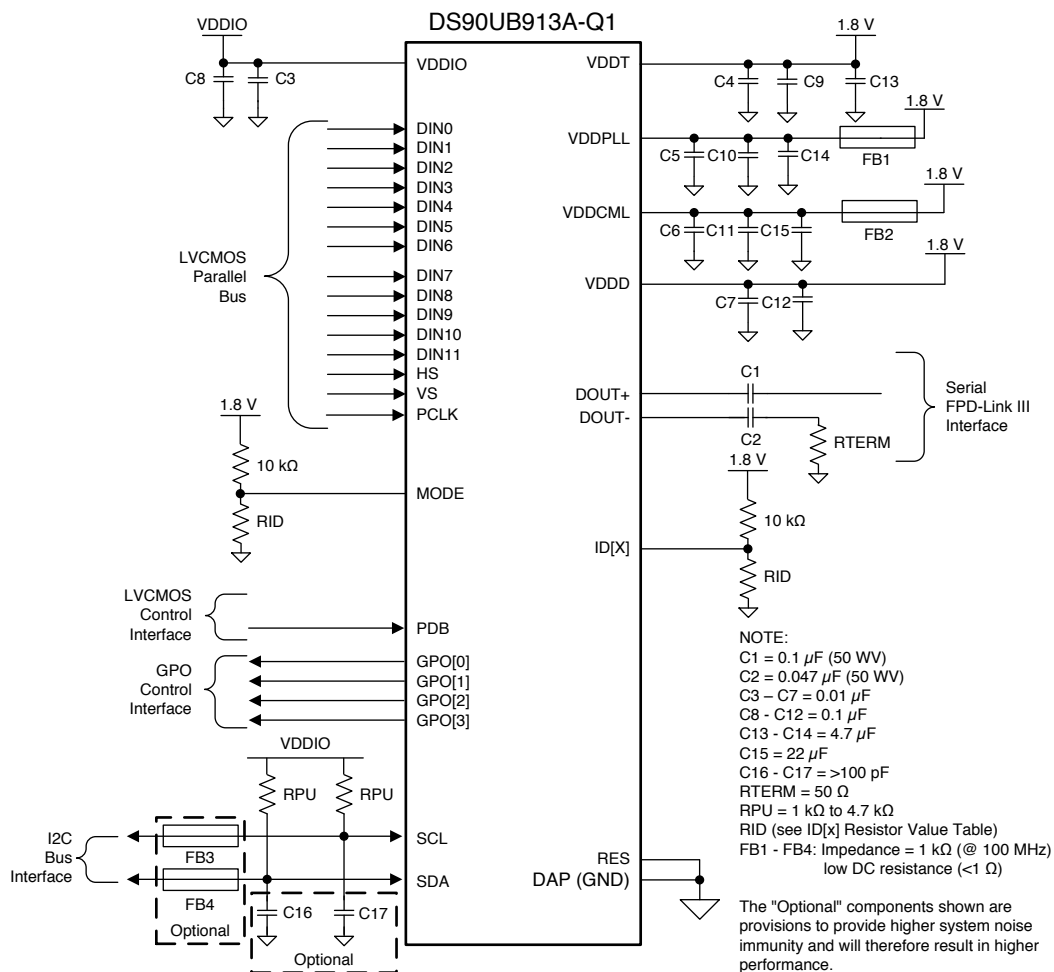 DS90UB913A-Q1
VDDIO
VDDIO
C8
C3
DIN0
DIN1
DIN2
DIN3
DIN4
DIN5
DIN6
DIN7
DIN8
DIN9
DIN10
DIN11
HS
VS
PCLK
LVCMOS
Parallel
Bus
1.8 V
10 kΩ
MODE
RID
LVCMOS
Control
Interface
PDB
GPO
Control
Interface
GPO[0]
GPO[1]
GPO[2]
GPO[3]
VDDIO
RPU
RPU
I2C
Bus
Interface
FB3
SCL
FB4
SDA
Optional
C16
C17
Optional
1.8 V
VDDT
C4
C9
C13
1.8 V
VDDPLL
C5
C10
C14
FB1
1.8 V
VDDCML
C6
C11
C15
FB2
1.8 V
VDDD
C7
C12
C1
DOUT+
DOUT-
C2
RTERM
Serial
FPD-Link III
Interface
1.8 V
10 kΩ
ID[X]
RID
RES
DAP (GND)
NOTE:
C1 = 0.1 µF (50 WV)
C2 = 0.047 µF (50 WV)
C3 – C7 = 0.01 µF
C8 - C12 = 0.1 µF
C13 - C14 = 4.7 µF
C15 = 22 µF
C16 - C17 = >100 pF
RTERM = 50 Ω
RPU = 1 kΩ to 4.7 kΩ
RID (see ID[x] Resistor Value Table)
FB1 - FB4: Impedance = 1 kΩ (@ 100 MHz)
low DC resistance (<1 Ω)
The "Optional" components shown are
provisions to provide higher system noise
immunity and will therefore result in higher
performance.